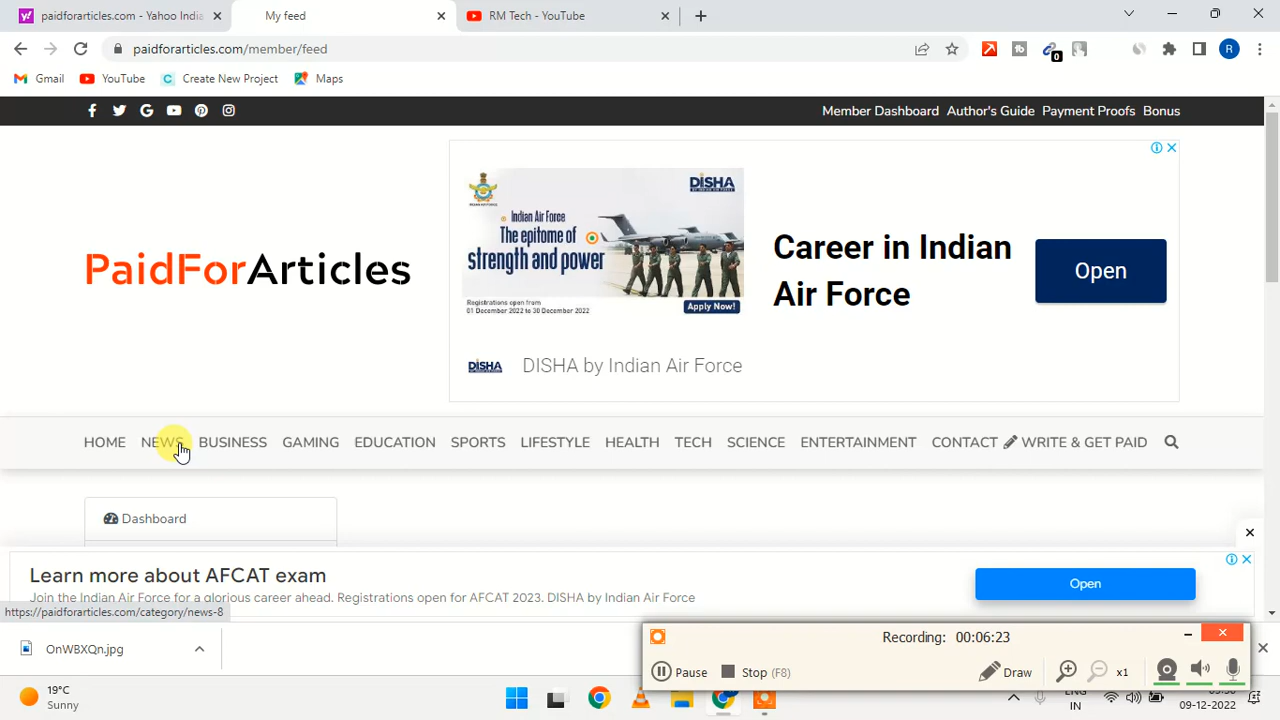 paidforarticles.com - Yahoo India
My feed
RM Tech - YouTube
paidforarticles.com/member/feed
R
0
Gmail
YouTube
Create New Project
Maps
Member Dashboard Author's Guide Payment Proofs Bonus
PaidForArticles
DISHA
Indian Air Force
The epitome of
strength and power
Registrations open from
01 December 2022 to 30 December 2022
Apply Now!
Career in Indian
Air Force
Open
DISHA DISHA by Indian Air Force
HOME NEWS BUSINESS GAMING EDUCATION SPORTS LIFESTYLE HEALTH TECH SCIENCE ENTERTAINMENT CONTACT WRITE & GET PAID
Dashboard
Learn more about AFCAT exam
Join the Indian Air Force for a glorious career ahead. Registrations open for AFCAT 2023. DISHA by Indian Air Force
Open
https://paidforarticles.com/category/news-8
OnWBXQn.jpg
Recording: 00:06:23
Pause
Stop (F8)
Draw
x1
19°C
Sunny
ENG
IN
09-12-2022